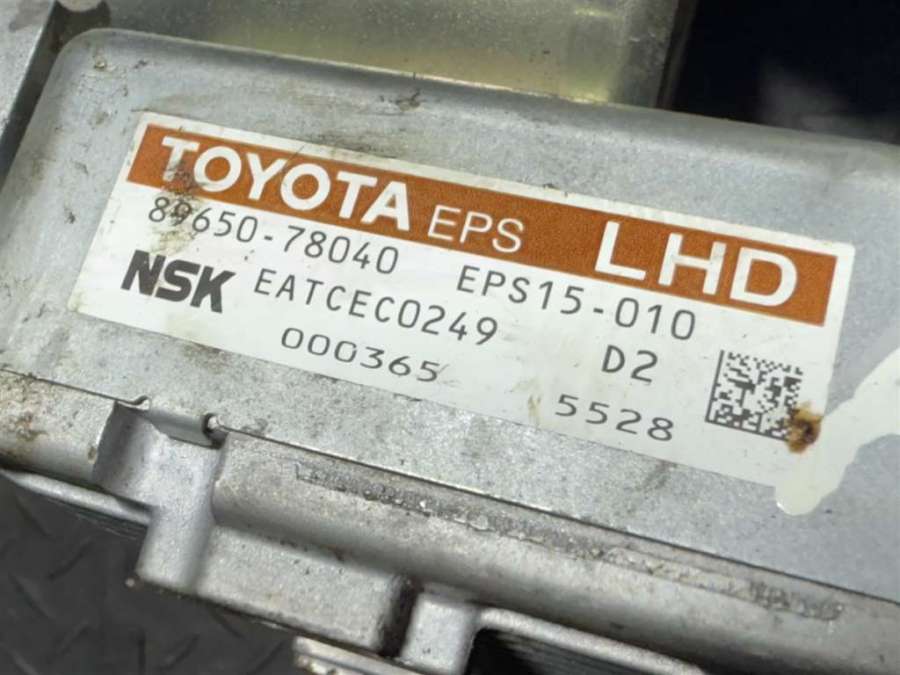 TOYOTA EPS LHD
89650-78040 EPS15-010
NSK EATCEC0249 D2
000365 5528